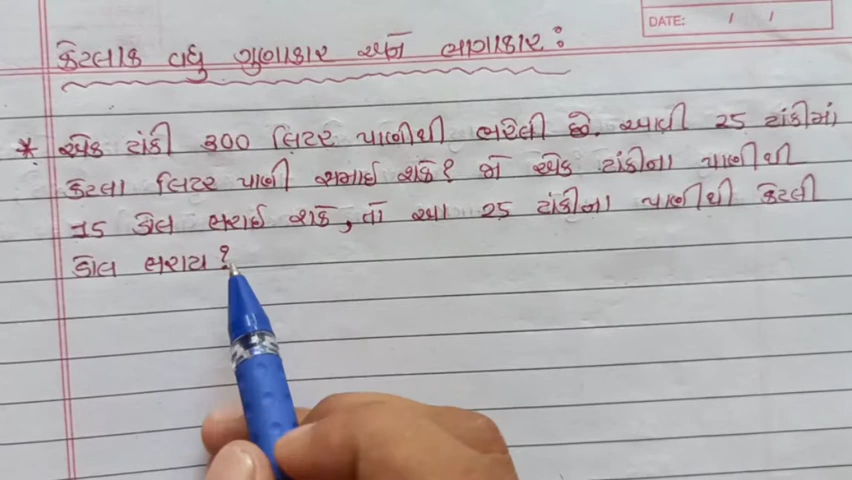 DATE: / /
કેટલાક વધુ ગુણાકાર અને ભાગાકાર :
* એક ટાંકી 300 લિટર પાણીથી ભરેલી છે. આવી 25 ટાંકીમાં
કેટલા લિટર પાણી સમાઇ શકે? જો એક ટાંકીના પાણીથી
15 ડોલ ભરાઈ શકે, તો આ 25 ટાંકીના પાણીથી કેટલી
ડોલ ભરાય?